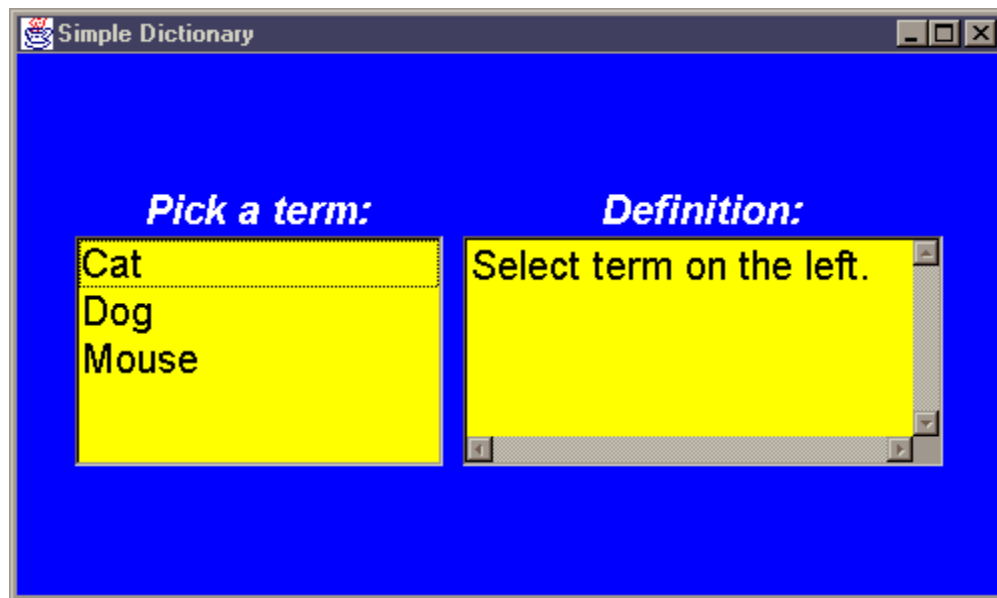 Simple Dictionary
Pick a term:
Cat
Dog
Mouse
Definition:
Select term on the left.